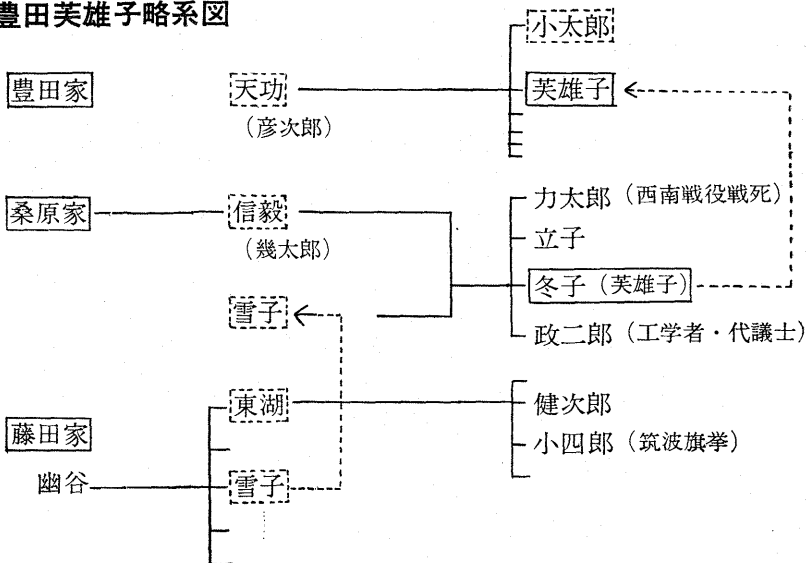 豊田芙雄子略系図
小太郎
豊田家 天功 芙雄子
（彦次郎）
力太郎（西南戦役戦死）
桑原家 信毅
（幾太郎） 立子
冬子（芙雄子）
雪子
政二郎（工学者・代議士）
東湖 健次郎
藤田家
小四郎（筑波旗挙）
幽谷 雪子